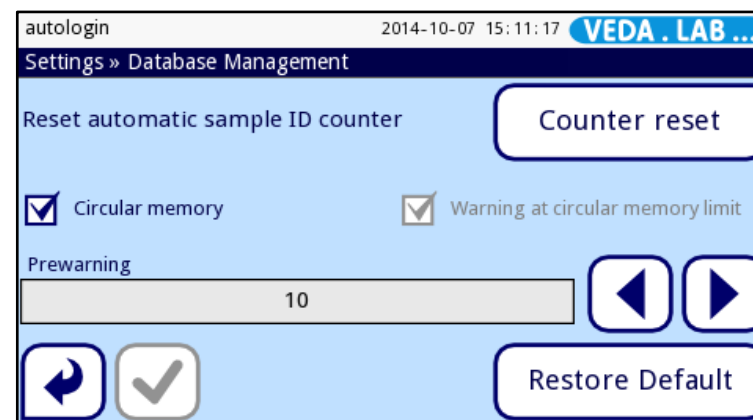 autologin 2014-10-07 15:11:17 VEDA . LAB ...
Settings » Database Management
Reset automatic sample ID counter Counter reset
Circular memory Warning at circular memory limit
Prewarning
10
Restore Default